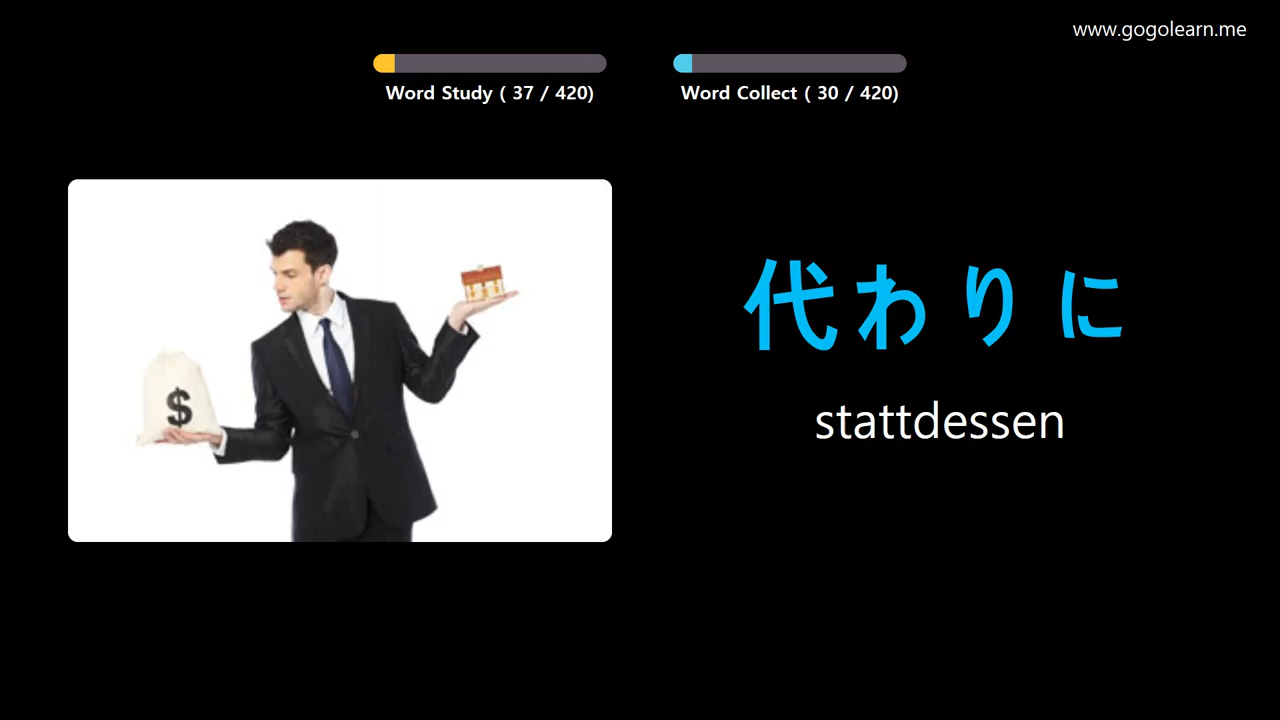 www.gogolearn.me
Word Study ( 37 / 420)
Word Collect ( 30 / 420)
代わりに
stattdessen
$